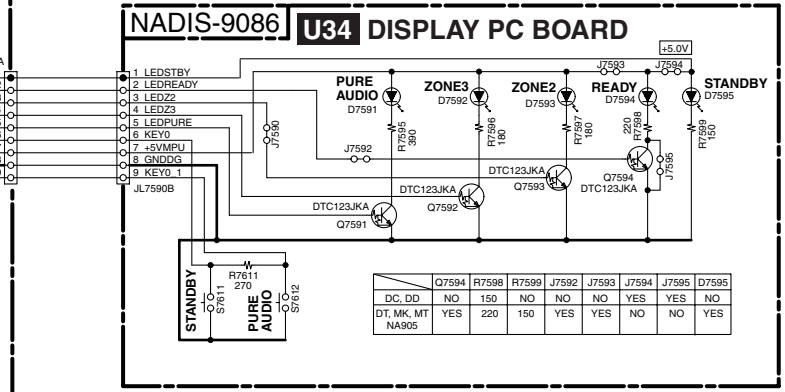 NADIS-9086
U34 DISPLAY PC BOARD
+5.0V
J7593 J7594
1 LEDSTBY
2 LEDREADY
3 LEDZ2
4 LEDZ3
5 LEDPURE
6 KEY0
7 +5VMPU
8 GNDDG
9 KEY0_1
JL7590B
J7590
J7592
PURE AUDIO
D7591
R7595
390
ZONE3
D7592
R7596
180
ZONE2
D7593
R7597
180
READY
D7594
220
R7598
STANDBY
D7595
R7599
150
J7595
DTC123JKA
Q7591
DTC123JKA
Q7592
DTC123JKA
Q7593
Q7594
DTC123JKA
STANDBY
S7611
R7611
270
PURE AUDIO
S7612
Q7594 R7598 R7599 J7592 J7593 J7594 J7595 D7595
DC, DD NO 150 NO NO NO YES YES NO
DT, MK, MT NA905 YES 220 150 YES YES NO NO YES